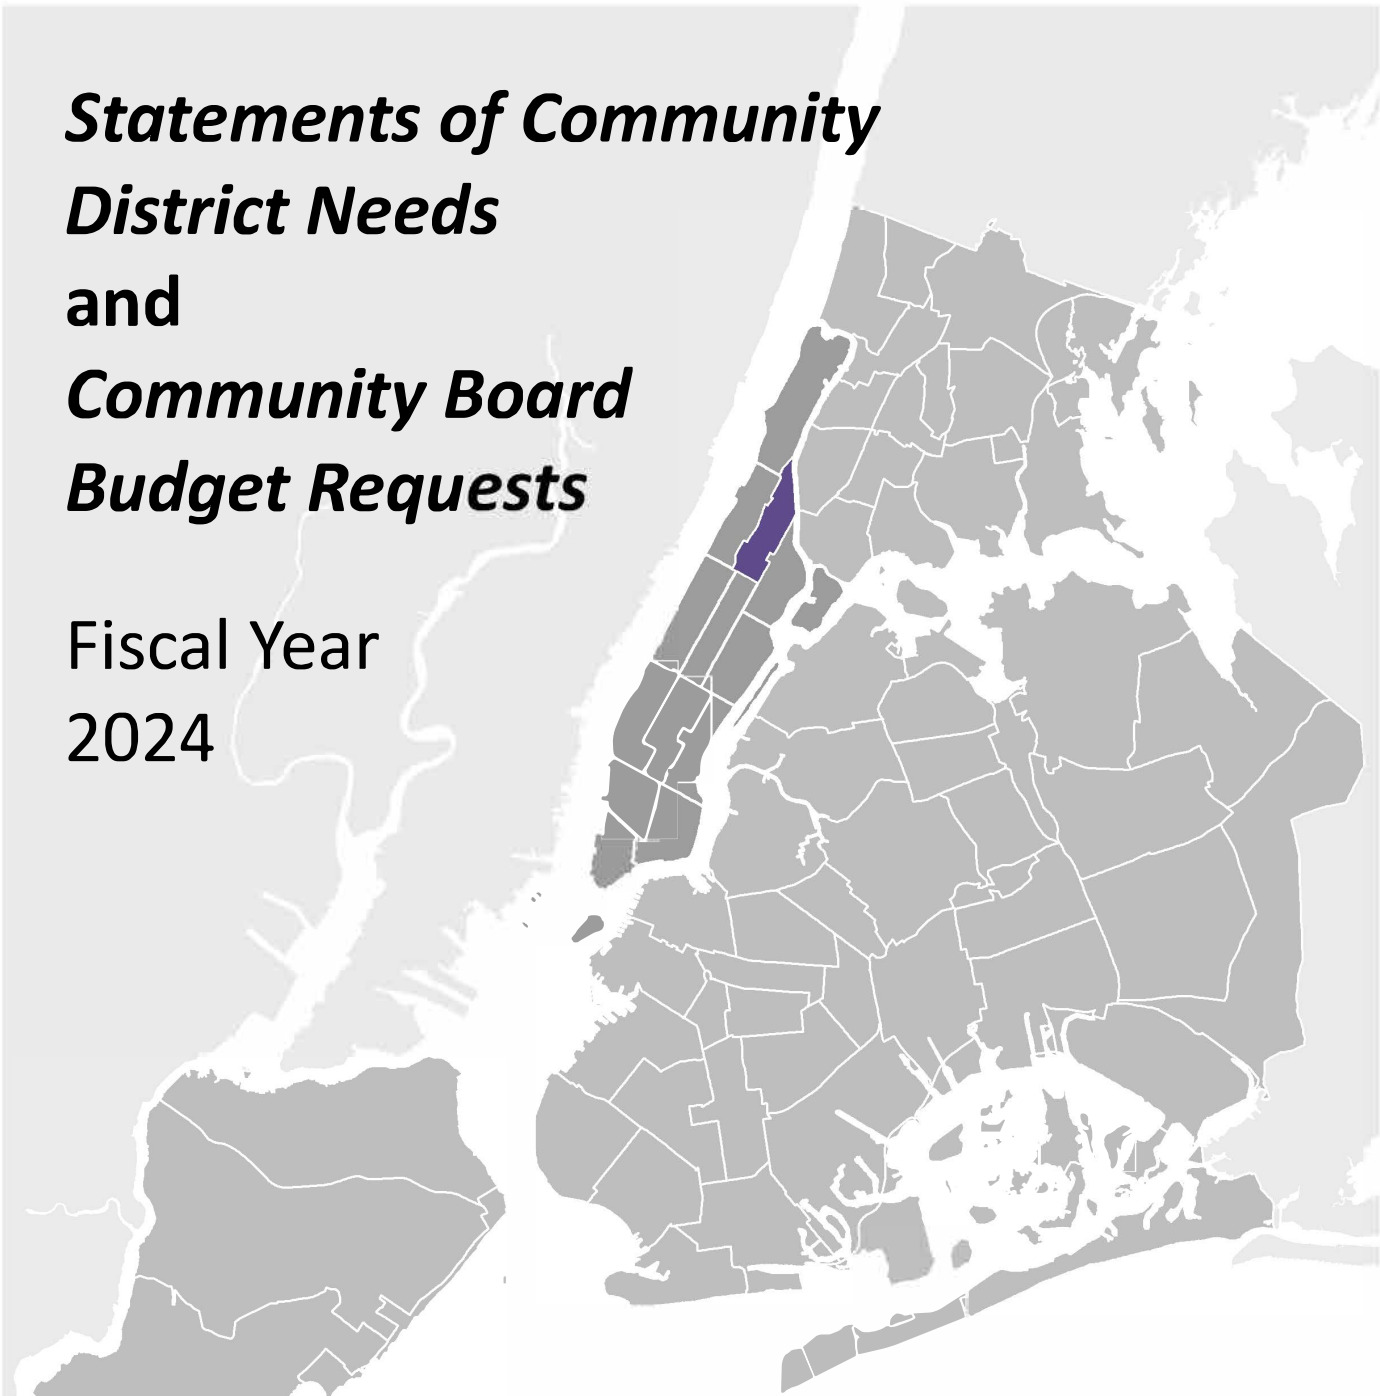 Statements of Community
District Needs
and
Community Board
Budget Requests
Fiscal Year
2024